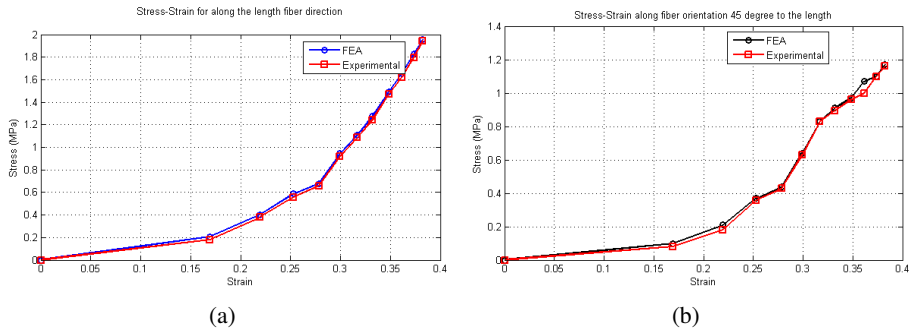 Stress-Strain for along the length fiber direction
2
1.8
1.6
1.4
1.2
1
0.8
0.6
0.4
0.2
0
Stress (MPa)
FEA
Experimental
0 0.05 0.1 0.15 0.2 0.25 0.3 0.35 0.4
Strain
(a)
Stress-Strain along fiber orientation 45 degree to the length
1.4
1.2
1
0.8
0.6
0.4
0.2
0
Stress (MPa)
FEA
Experimental
0 0.05 0.1 0.15 0.2 0.25 0.3 0.35 0.4
Strain
(b)